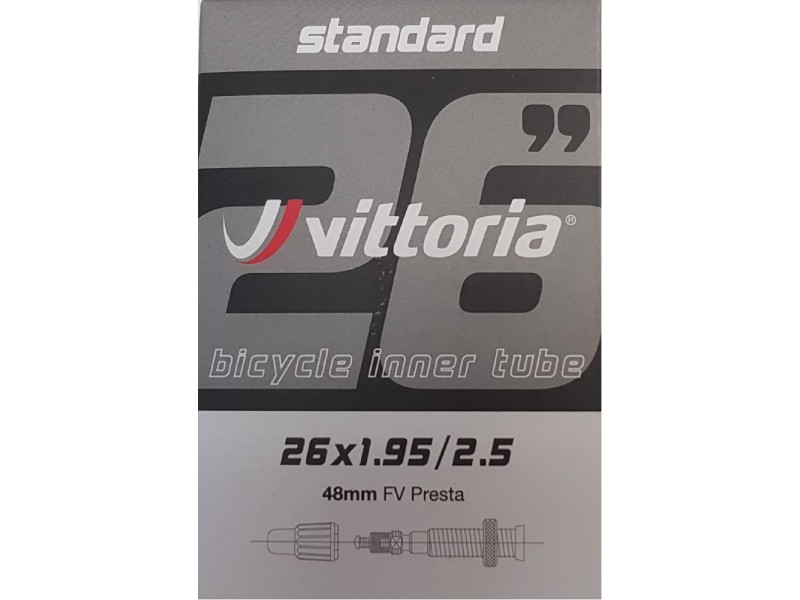 standard
26”
vittoria®
bicycle inner tube
26x1.95/2.5
48mm FV Presta